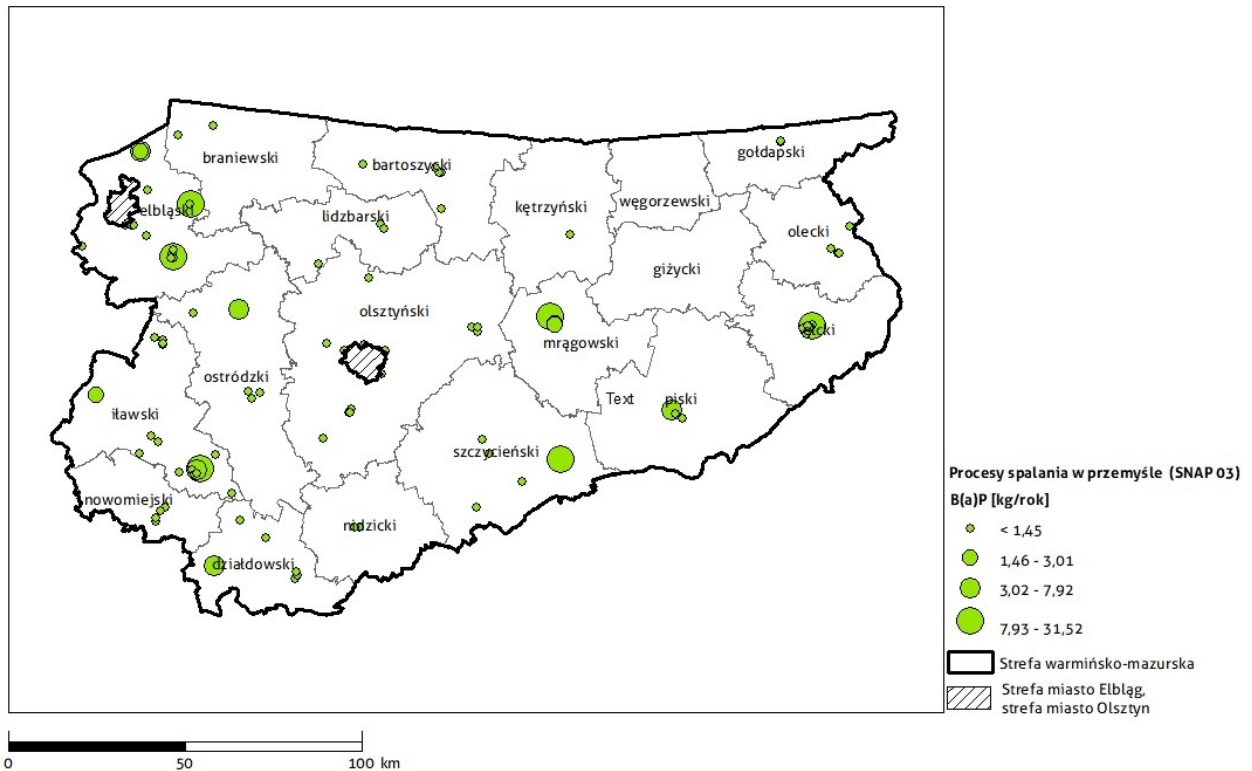 gołdapski
braniewski
bartoszycki
elbląski
lidzbarski
kętrzyński
węgorzewski
olecki
giżycki
olsztyński
ełcki
mrągowski
ostródzki
Text
piski
iławski
szczycieński
nowomiejski
nidzicki
działdowski
Procesy spalania w przemyśle (SNAP 03)
B(a)P [kg/rok]
< 1,45
1,46 - 3,01
3,02 - 7,92
7,93 - 31,52
Strefa warmińsko-mazurska
Strefa miasto Elbląg,
strefa miasto Olsztyn
0 50 100 km